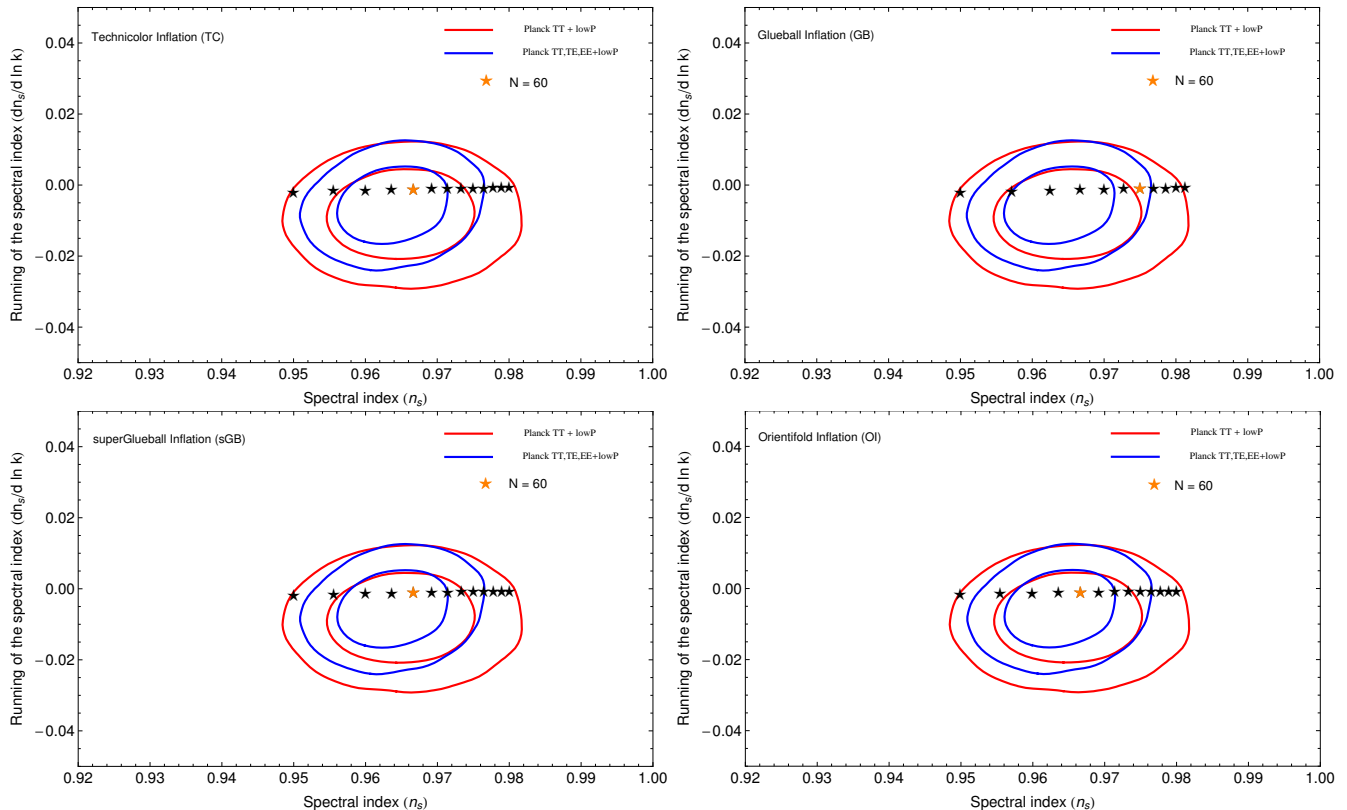 Technicolor Inflation (TC)
Planck TT + lowP
Planck TT,TE,EE+lowP
N = 60
Running of the spectral index (dn_s/d ln k)
0.04
0.02
0.00
−0.02
−0.04
0.92 0.93 0.94 0.95 0.96 0.97 0.98 0.99 1.00
Spectral index (n_s)
Glueball Inflation (GB)
Planck TT + lowP
Planck TT,TE,EE+lowP
N = 60
Running of the spectral index (dn_s/d ln k)
0.04
0.02
0.00
−0.02
−0.04
0.92 0.93 0.94 0.95 0.96 0.97 0.98 0.99 1.00
Spectral index (n_s)
superGlueball Inflation (sGB)
Planck TT + lowP
Planck TT,TE,EE+lowP
N = 60
Running of the spectral index (dn_s/d ln k)
0.04
0.02
0.00
−0.02
−0.04
0.92 0.93 0.94 0.95 0.96 0.97 0.98 0.99 1.00
Spectral index (n_s)
Orientifold Inflation (OI)
Planck TT + lowP
Planck TT,TE,EE+lowP
N = 60
Running of the spectral index (dn_s/d ln k)
0.04
0.02
0.00
−0.02
−0.04
0.92 0.93 0.94 0.95 0.96 0.97 0.98 0.99 1.00
Spectral index (n_s)